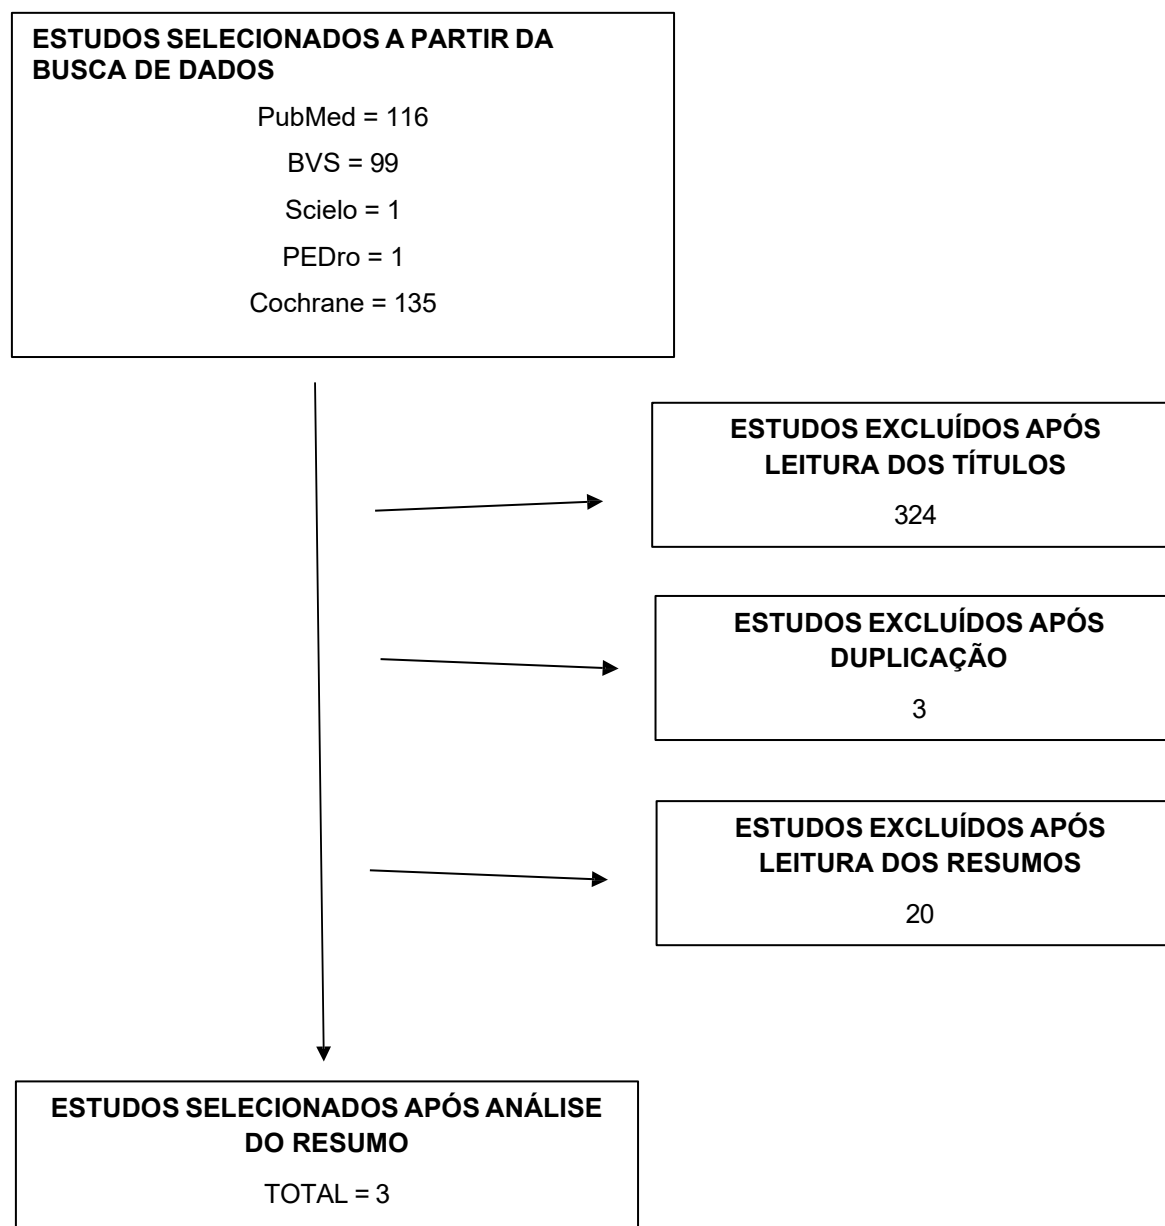 ESTUDOS SELECIONADOS A PARTIR DA
BUSCA DE DADOS
PubMed = 116
BVS = 99
Scielo = 1
PEDro = 1
Cochrane = 135
ESTUDOS EXCLUÍDOS APÓS
LEITURA DOS TÍTULOS
324
ESTUDOS EXCLUÍDOS APÓS
DUPLICAÇÃO
3
ESTUDOS EXCLUÍDOS APÓS
LEITURA DOS RESUMOS
20
ESTUDOS SELECIONADOS APÓS ANÁLISE
DO RESUMO
TOTAL = 3